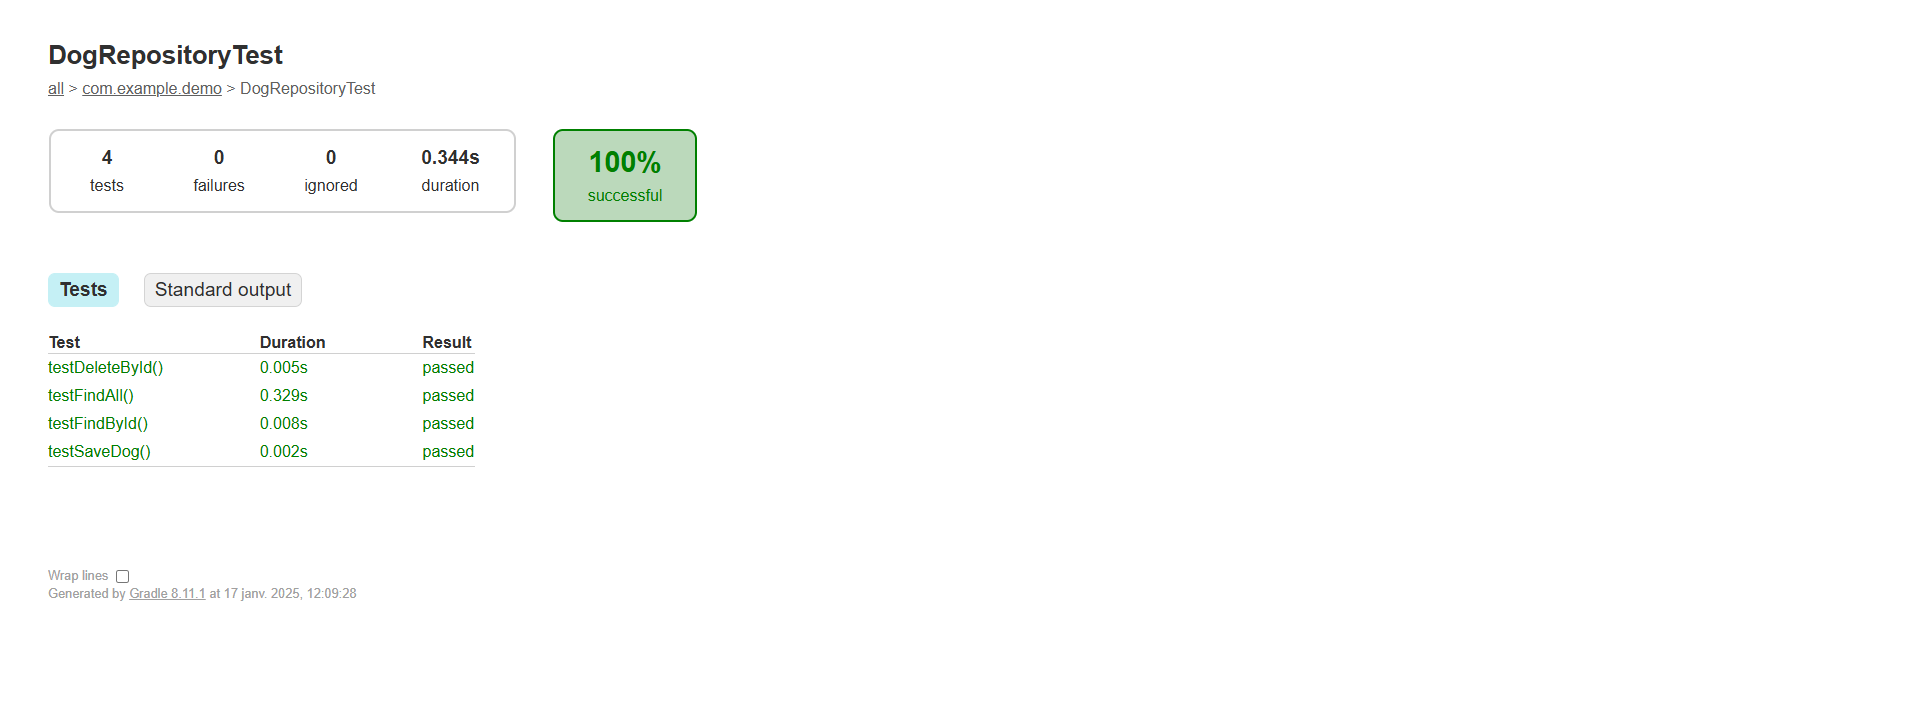 DogRepositoryTest
all > com.example.demo > DogRepositoryTest
4 0 0 0.344s
tests failures ignored duration
100%
successful
Tests Standard output
Test Duration Result
testDeleteById() 0.005s passed
testFindAll() 0.329s passed
testFindById() 0.008s passed
testSaveDog() 0.002s passed
Wrap lines
Generated by Gradle 8.11.1 at 17 janv. 2025, 12:09:28